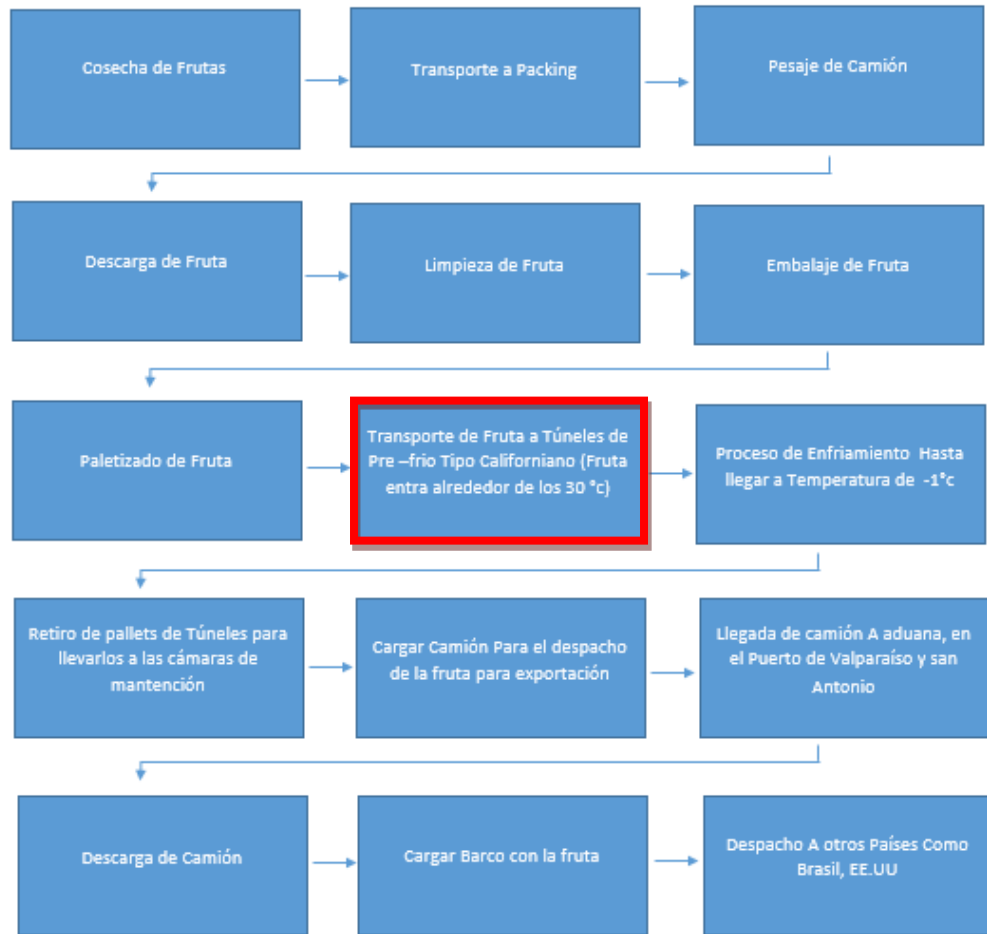 Cosecha de Frutas
Transporte a Packing
Pesaje de Camión
Descarga de Fruta
Limpieza de Fruta
Embalaje de Fruta
Paletizado de Fruta
Transporte de Fruta a Túneles de
Pre –frio Tipo Californiano (Fruta
entra alrededor de los 30 °c)
Proceso de Enfriamiento Hasta
llegar a Temperatura de -1°c
Retiro de pallets de Túneles para
llevarlos a las cámaras de
mantención
Cargar Camión Para el despacho
de la fruta para exportación
Llegada de camión A aduana, en
el Puerto de Valparaíso y san
Antonio
Descarga de Camión
Cargar Barco con la fruta
Despacho A otros Países Como
Brasil, EE.UU